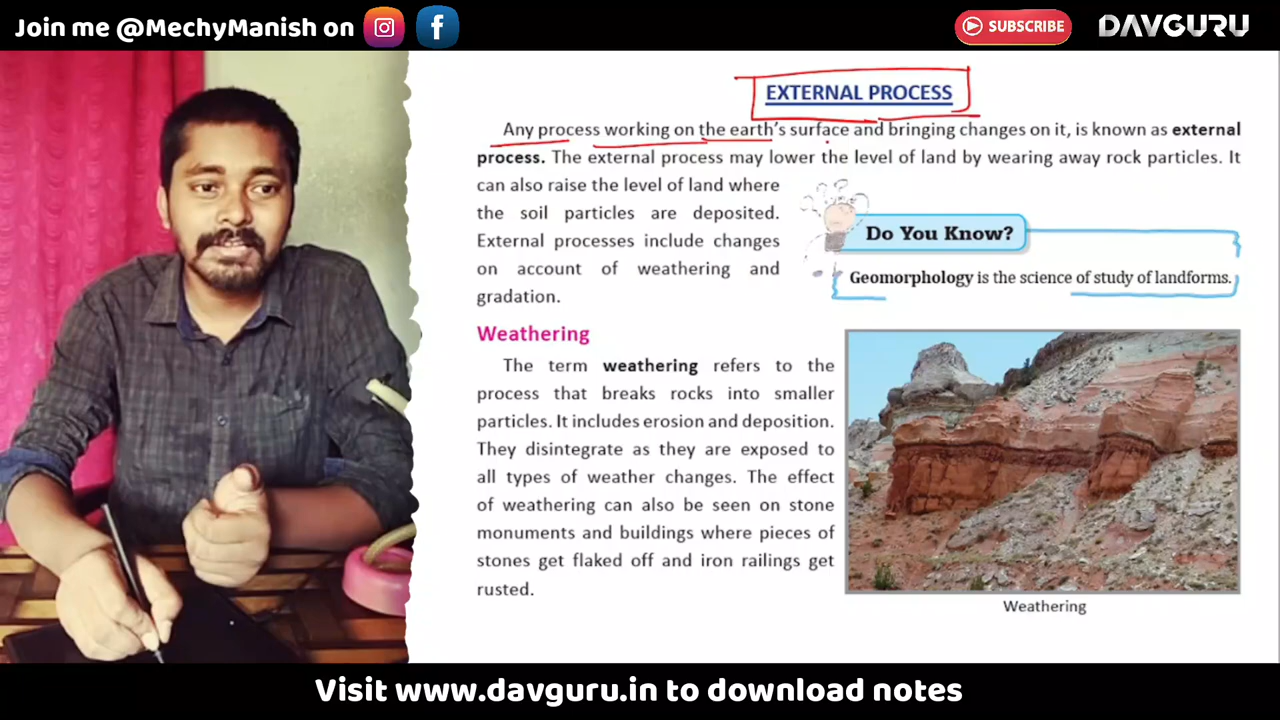 Join me @MechyManish on
SUBSCRIBE
DAVGURU
EXTERNAL PROCESS
Any process working on the earth's surface and bringing changes on it, is known as external
process. The external process may lower the level of land by wearing away rock particles. It
can also raise the level of land where
the soil particles are deposited.
External processes include changes
on account of weathering and
gradation.
Do You Know?
Geomorphology is the science of study of landforms.
Weathering
The term weathering refers to the
process that breaks rocks into smaller
particles. It includes erosion and deposition.
They disintegrate as they are exposed to
all types of weather changes. The effect
of weathering can also be seen on stone
monuments and buildings where pieces of
stones get flaked off and iron railings get
rusted.
Weathering
Visit www.davguru.in to download notes